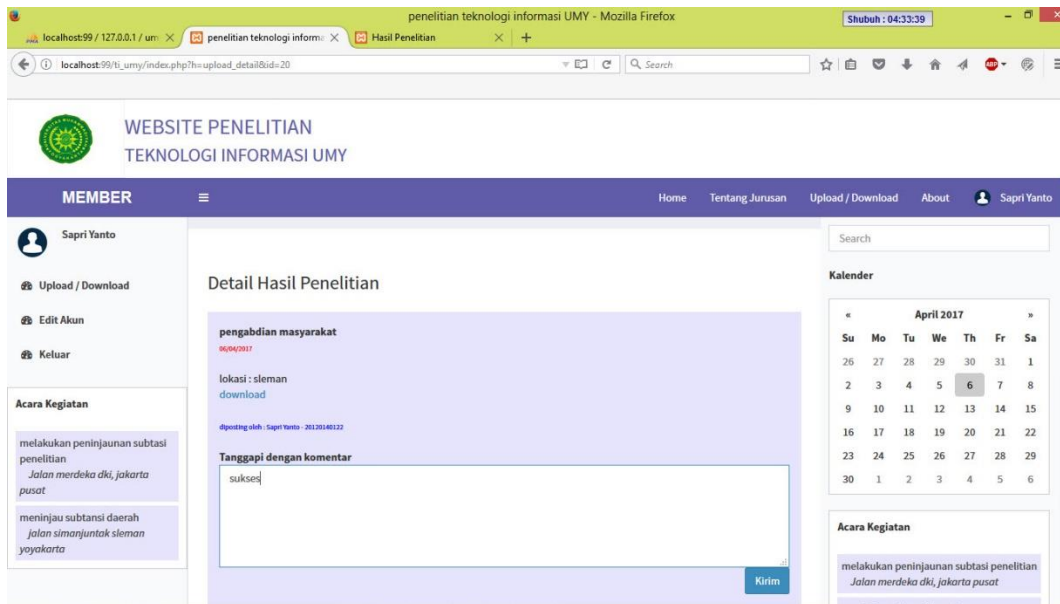 penelitian teknologi informasi UMY - Mozilla Firefox
Shubuh : 04:33:39
localhost:99 / 127.0.0.1 / um
penelitian teknologi informa
Hasil Penelitian
localhost:99/ti_umy/index.php?h=upload_detail&id=20
Search
ABP
WEBSITE PENELITIAN
TEKNOLOGI INFORMASI UMY
MEMBER
Home Tentang Jurusan Upload / Download About Sapri Yanto
Sapri Yanto
Upload / Download
Edit Akun
Keluar
Acara Kegiatan
melakukan peninjaunan subtasi
penelitian
Jalan merdeka dki, jakarta
pusat
meninjau subtansi daerah
jalan simanjuntak sleman
yoyakarta
Detail Hasil Penelitian
pengabdian masyarakat
06/04/2017
lokasi : sleman
download
diposting oleh : Sapri Yanto - 20120140122
Tanggapi dengan komentar
sukses
Kirim
Search
Kalender
« April 2017 »
Su Mo Tu We Th Fr Sa
26 27 28 29 30 31 1
2 3 4 5 6 7 8
9 10 11 12 13 14 15
16 17 18 19 20 21 22
23 24 25 26 27 28 29
30 1 2 3 4 5 6
Acara Kegiatan
melakukan peninjaunan subtasi penelitian
Jalan merdeka dki, jakarta pusat